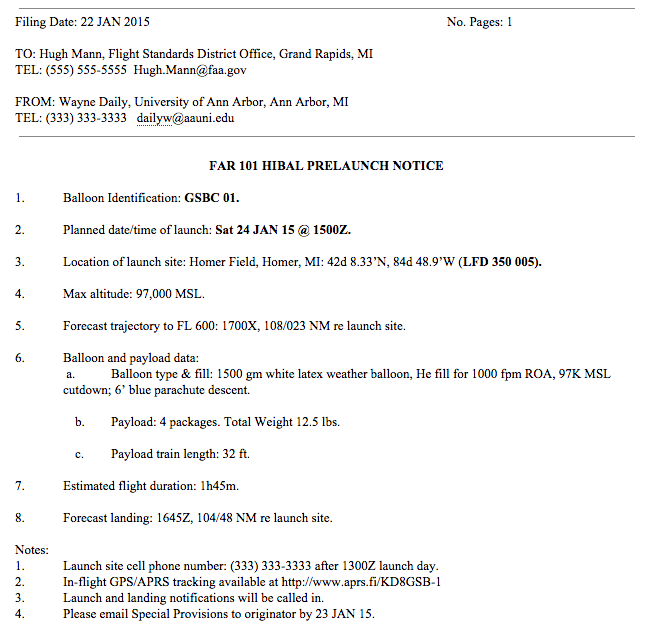 Filing Date: 22 JAN 2015 No. Pages: 1
TO: Hugh Mann, Flight Standards District Office, Grand Rapids, MI
TEL: (555) 555-5555 Hugh.Mann@faa.gov
FROM: Wayne Daily, University of Ann Arbor, Ann Arbor, MI
TEL: (333) 333-3333 dailyw@aauni.edu
FAR 101 HIBAL PRELAUNCH NOTICE
1. Balloon Identification: GSBC 01.
2. Planned date/time of launch: Sat 24 JAN 15 @ 1500Z.
3. Location of launch site: Homer Field, Homer, MI: 42d 8.33’N, 84d 48.9’W (LFD 350 005).
4. Max altitude: 97,000 MSL.
5. Forecast trajectory to FL 600: 1700X, 108/023 NM re launch site.
6. Balloon and payload data:
a. Balloon type & fill: 1500 gm white latex weather balloon, He fill for 1000 fpm ROA, 97K MSL
cutdown; 6’ blue parachute descent.
b. Payload: 4 packages. Total Weight 12.5 lbs.
c. Payload train length: 32 ft.
7. Estimated flight duration: 1h45m.
8. Forecast landing: 1645Z, 104/48 NM re launch site.
Notes:
1. Launch site cell phone number: (333) 333-3333 after 1300Z launch day.
2. In-flight GPS/APRS tracking available at http://www.aprs.fi/KD8GSB-1
3. Launch and landing notifications will be called in.
4. Please email Special Provisions to originator by 23 JAN 15.